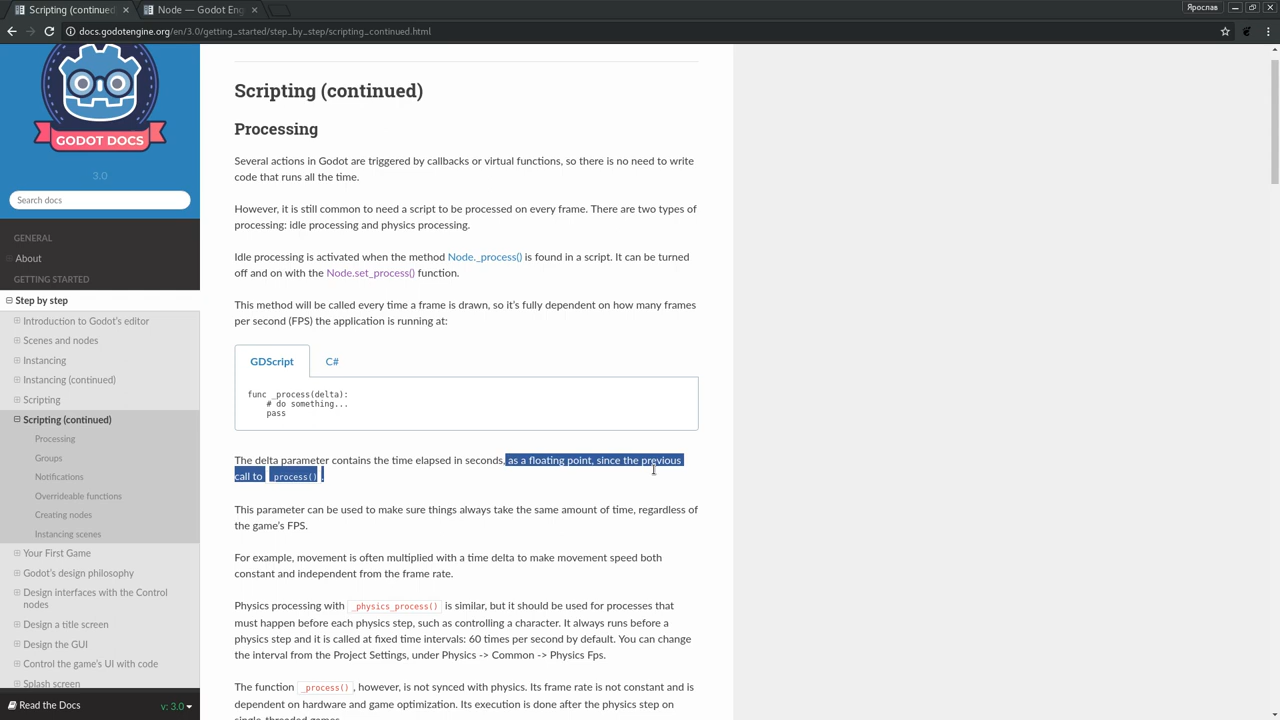 Scripting (continued)
Node — Godot Eng
Ярослав
docs.godotengine.org/en/3.0/getting_started/step_by_step/scripting_continued.html
GODOT DOCS
3.0
Search docs
GENERAL
About
GETTING STARTED
Step by step
Introduction to Godot's editor
Scenes and nodes
Instancing
Instancing (continued)
Scripting
Scripting (continued)
Processing
Groups
Notifications
Overrideable functions
Creating nodes
Instancing scenes
Your First Game
Godot's design philosophy
Design interfaces with the Control
nodes
Design a title screen
Design the GUI
Control the game's UI with code
Splash screen
Read the Docs
v: 3.0
Scripting (continued)
Processing
Several actions in Godot are triggered by callbacks or virtual functions, so there is no need to write
code that runs all the time.
However, it is still common to need a script to be processed on every frame. There are two types of
processing: idle processing and physics processing.
Idle processing is activated when the method Node._process() is found in a script. It can be turned
off and on with the Node.set_process() function.
This method will be called every time a frame is drawn, so it's fully dependent on how many frames
per second (FPS) the application is running at:
GDScript
C#
func _process(delta):
# do something...
pass
The delta parameter contains the time elapsed in seconds, as a floating point, since the previous
call to _process() .
This parameter can be used to make sure things always take the same amount of time, regardless of
the game's FPS.
For example, movement is often multiplied with a time delta to make movement speed both
constant and independent from the frame rate.
Physics processing with _physics_process() is similar, but it should be used for processes that
must happen before each physics step, such as controlling a character. It always runs before a
physics step and it is called at fixed time intervals: 60 times per second by default. You can change
the interval from the Project Settings, under Physics -> Common -> Physics Fps.
The function _process() , however, is not synced with physics. Its frame rate is not constant and is
dependent on hardware and game optimization. Its execution is done after the physics step on
single-threaded games.